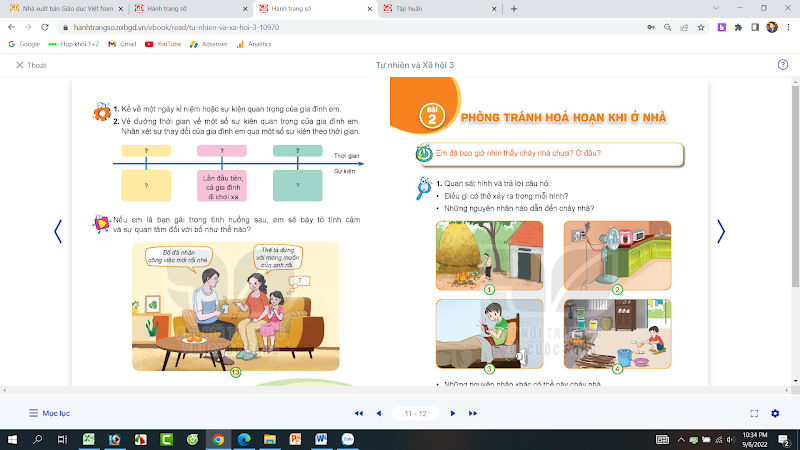 Nhà xuất bản Giáo dục Việt Nam
Hành trang số
Hành trang số
Tập huấn
hanhtrangso.nxbgd.vn/ebook/read/tu-nhien-va-xa-hoi-3-10970
Google
Hop khối 1+2
Gmail
YouTube
Adsenser
Analitics
Thoát
Tự nhiên và Xã hội 3
1. Kể về một ngày kỉ niệm hoặc sự kiện quan trọng của gia đình em.
2. Vẽ đường thời gian về một số sự kiện quan trọng của gia đình em.
Nhận xét sự thay đổi của gia đình em qua một số sự kiện theo thời gian.
?
?
?
Thời gian
Sự kiện
?
Lần đầu tiên,
cả gia đình
đi chơi xa
?
Nếu em là bạn gái trong tình huống sau, em sẽ bày tỏ tình cảm
và sự quan tâm đối với bố như thế nào?
Bố đã nhận
công việc mới rồi nhé.
Thế là đúng
với mong muốn
của anh rồi.
?
13
Bài
2
PHÒNG TRÁNH HOẢ HOẠN KHI Ở NHÀ
Em đã bao giờ nhìn thấy cháy nhà chưa? Ở đâu?
1. Quan sát hình và trả lời câu hỏi:
• Điều gì có thể xảy ra trong mỗi hình?
• Những nguyên nhân nào dẫn đến cháy nhà?
1
2
3
4
• Những nguyên nhân khác có thể gây cháy nhà
Mục lục
11 - 12
10:34 PM
9/6/2022